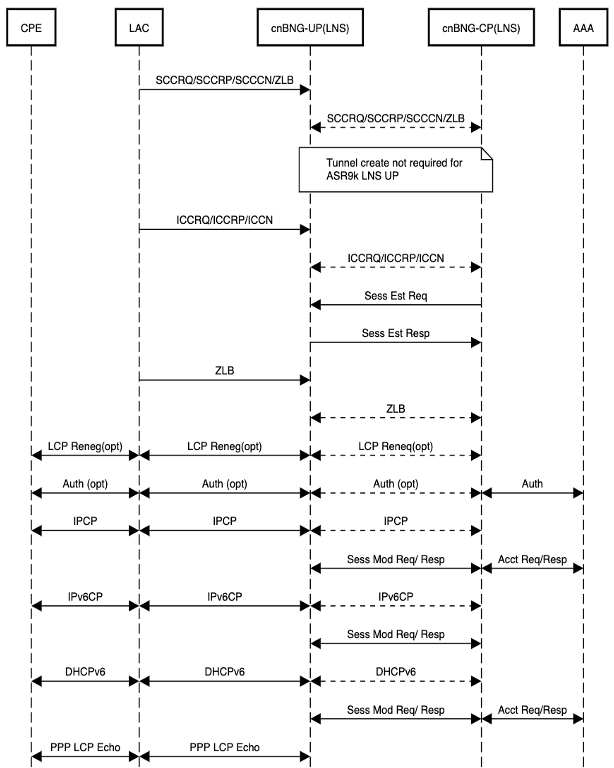 CPE
LAC
cnBNG-UP(LNS)
cnBNG-CP(LNS)
AAA
SCCRQ/SCCRP/SCCCN/ZLB
SCCRQ/SCCRP/SCCCN/ZLB
Tunnel create not required for
ASR9k LNS UP
ICCRQ/ICCRP/ICCN
ICCRQ/ICCRP/ICCN
Sess Est Req
Sess Est Resp
ZLB
ZLB
LCP Reneg(opt)
LCP Reneg(opt)
LCP Reneq(opt)
Auth (opt)
Auth (opt)
Auth (opt)
Auth
IPCP
IPCP
IPCP
Sess Mod Req/ Resp
Acct Req/Resp
IPv6CP
IPv6CP
IPv6CP
Sess Mod Req/ Resp
DHCPv6
DHCPv6
DHCPv6
Sess Mod Req/ Resp
Acct Req/Resp
PPP LCP Echo
PPP LCP Echo